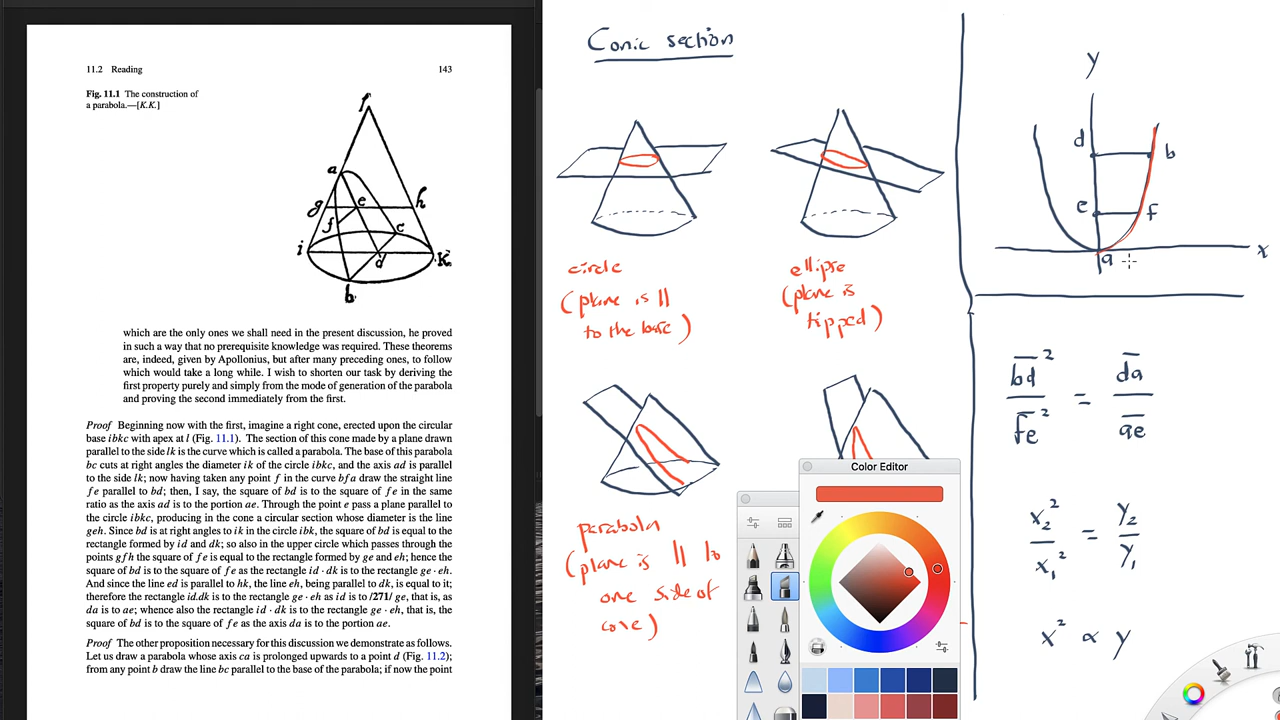 11.2 Reading 143
Fig. 11.1 The construction of
a parabola.—[K.K.]
l
a
g e h
f c
i d k
b
which are the only ones we shall need in the present discussion, he proved
in such a way that no prerequisite knowledge was required. These theorems
are, indeed, given by Apollonius, but after many preceding ones, to follow
which would take a long while. I wish to shorten our task by deriving the
first property purely and simply from the mode of generation of the parabola
and proving the second immediately from the first.
Proof Beginning now with the first, imagine a right cone, erected upon the circular
base ibkc with apex at l (Fig. 11.1). The section of this cone made by a plane drawn
parallel to the side lk is the curve which is called a parabola. The base of this parabola
bc cuts at right angles the diameter ik of the circle ibkc, and the axis ad is parallel
to the side lk; now having taken any point f in the curve bfa draw the straight line
fe parallel to bd; then, I say, the square of bd is to the square of fe in the same
ratio as the axis ad is to the portion ae. Through the point e pass a plane parallel to
the circle ibkc, producing in the cone a circular section whose diameter is the line
geh. Since bd is at right angles to ik in the circle ibk, the square of bd is equal to the
rectangle formed by id and dk; so also in the upper circle which passes through the
points gfh the square of fe is equal to the rectangle formed by ge and eh; hence the
square of bd is to the square of fe as the rectangle id · dk is to the rectangle ge · eh.
And since the line ed is parallel to hk, the line eh, being parallel to dk, is equal to it;
therefore the rectangle id.dk is to the rectangle ge · eh as id is to /271/ ge, that is, as
da is to ae; whence also the rectangle id · dk is to the rectangle ge · eh, that is, the
square of bd is to the square of fe as the axis da is to the portion ae.
Proof The other proposition necessary for this discussion we demonstrate as follows.
Let us draw a parabola whose axis ca is prolonged upwards to a point d (Fig. 11.2);
from any point b draw the line bc parallel to the base of the parabola; if now the point
Conic section
circle
(plane is ||
to the base)
ellipse
(plane is
tipped)
parabola
(plane is || to
one side of
cone)
Color Editor
y
d b
e f
a x
bd² / fe² = da / ae
x₂² / x₁² = y₂ / y₁
x² ∝ y